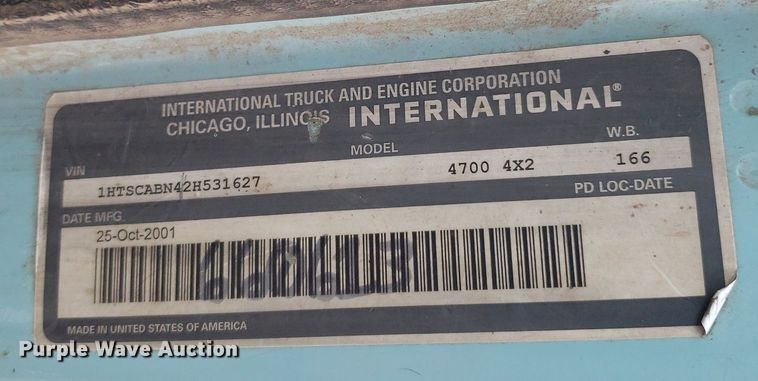 INTERNATIONAL TRUCK AND ENGINE CORPORATION
CHICAGO, ILLINOIS INTERNATIONAL®
VIN MODEL W.B.
1HTSCABN42H531627 4700 4X2 166
DATE MFG PD LOC-DATE
25-Oct-2001
660613
MADE IN UNITED STATES OF AMERICA
Purple Wave Auction